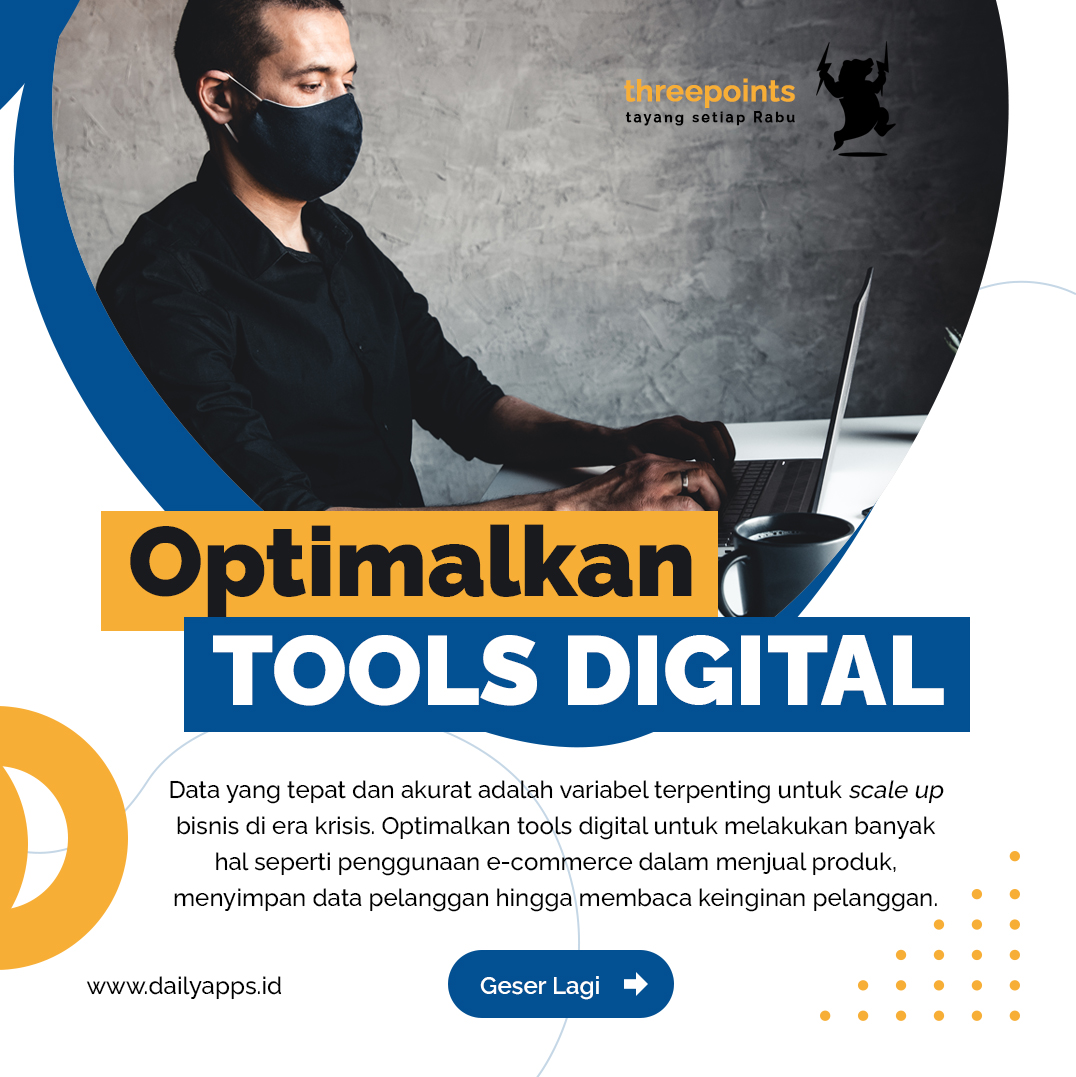 threepoints
tayang setiap Rabu
Optimalkan
TOOLS DIGITAL
Data yang tepat dan akurat adalah variabel terpenting untuk scale up
bisnis di era krisis. Optimalkan tools digital untuk melakukan banyak
hal seperti penggunaan e-commerce dalam menjual produk,
menyimpan data pelanggan hingga membaca keinginan pelanggan.
www.dailyapps.id
Geser Lagi